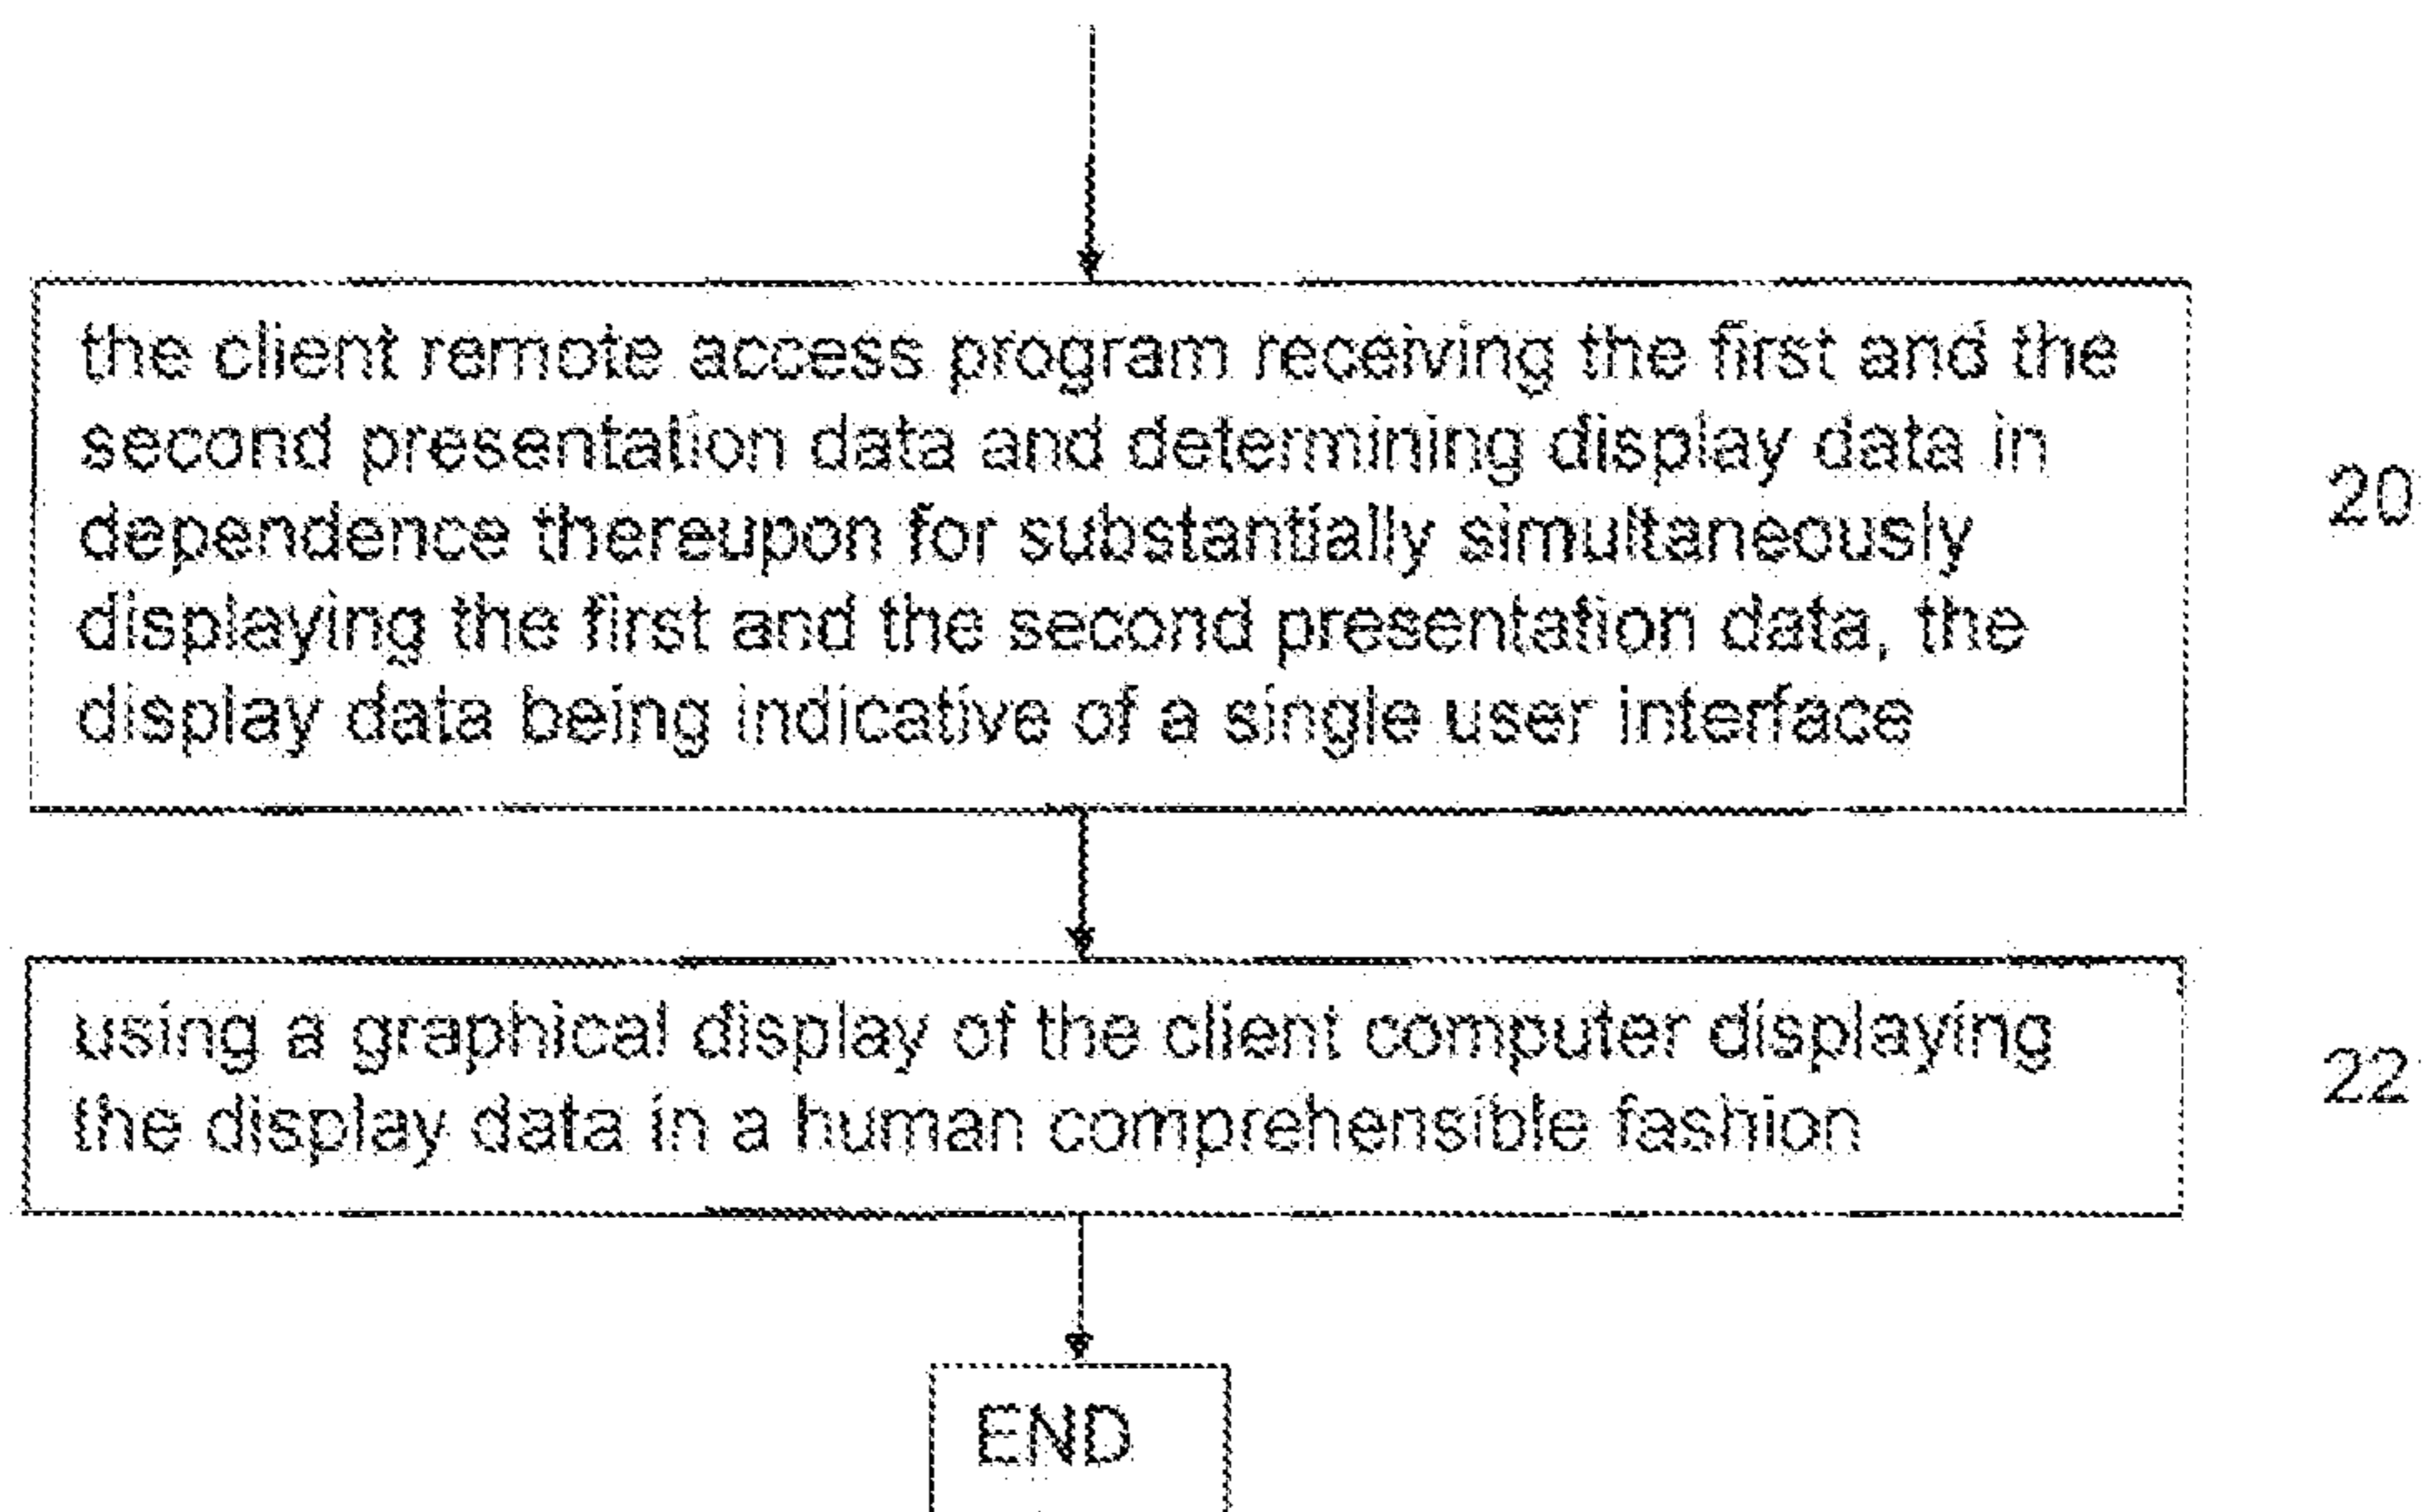 the client remote access program receiving the first and the
second presentation data and determining display data in
dependence thereupon for substantially simultaneously
displaying the first and the second presentation data, the
display data being indicative of a single user interface
20
using a graphical display of the client computer displaying
the display data in a human comprehensible fashion
22
END